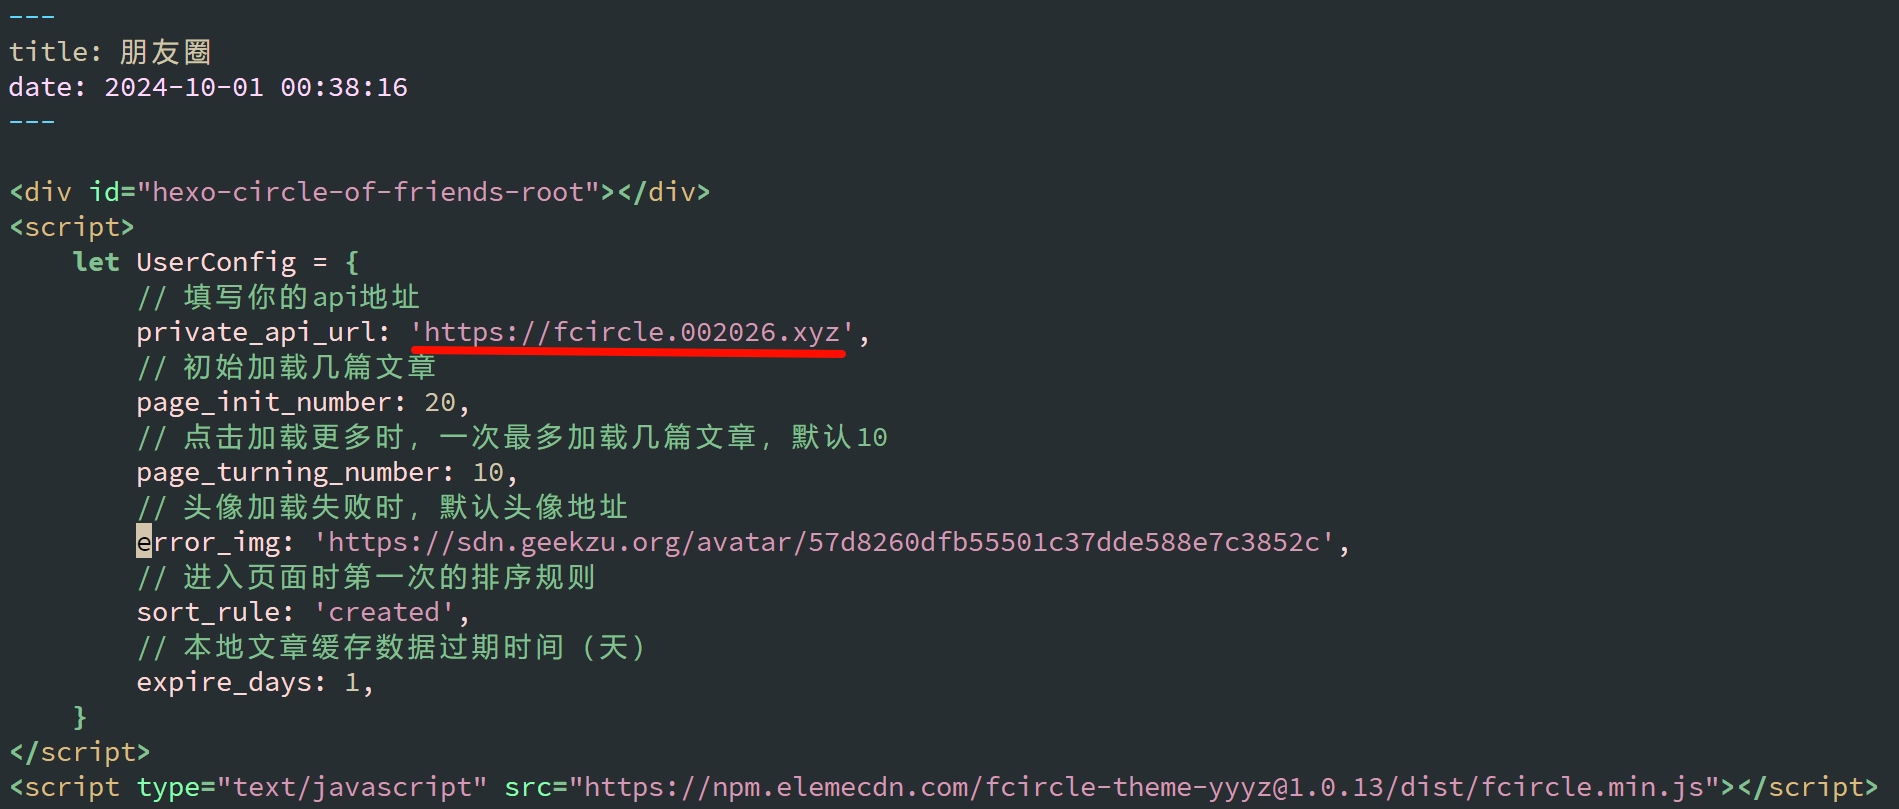 ---
title: 朋友圈
date: 2024-10-01 00:38:16
---
<div id="hexo-circle-of-friends-root"></div>
<script>
    let UserConfig = {
        // 填写你的api地址
        private_api_url: 'https://fcircle.002026.xyz',
        // 初始加载几篇文章
        page_init_number: 20,
        // 点击加载更多时，一次最多加载几篇文章，默认10
        page_turning_number: 10,
        // 头像加载失败时，默认头像地址
        error_img: 'https://sdn.geekzu.org/avatar/57d8260dfb55501c37dde588e7c3852c',
        // 进入页面时第一次的排序规则
        sort_rule: 'created',
        // 本地文章缓存数据过期时间（天）
        expire_days: 1,
    }
</script>
<script type="text/javascript" src="https://npm.elemecdn.com/fcircle-theme-yyyz@1.0.13/dist/fcircle.min.js"></script>